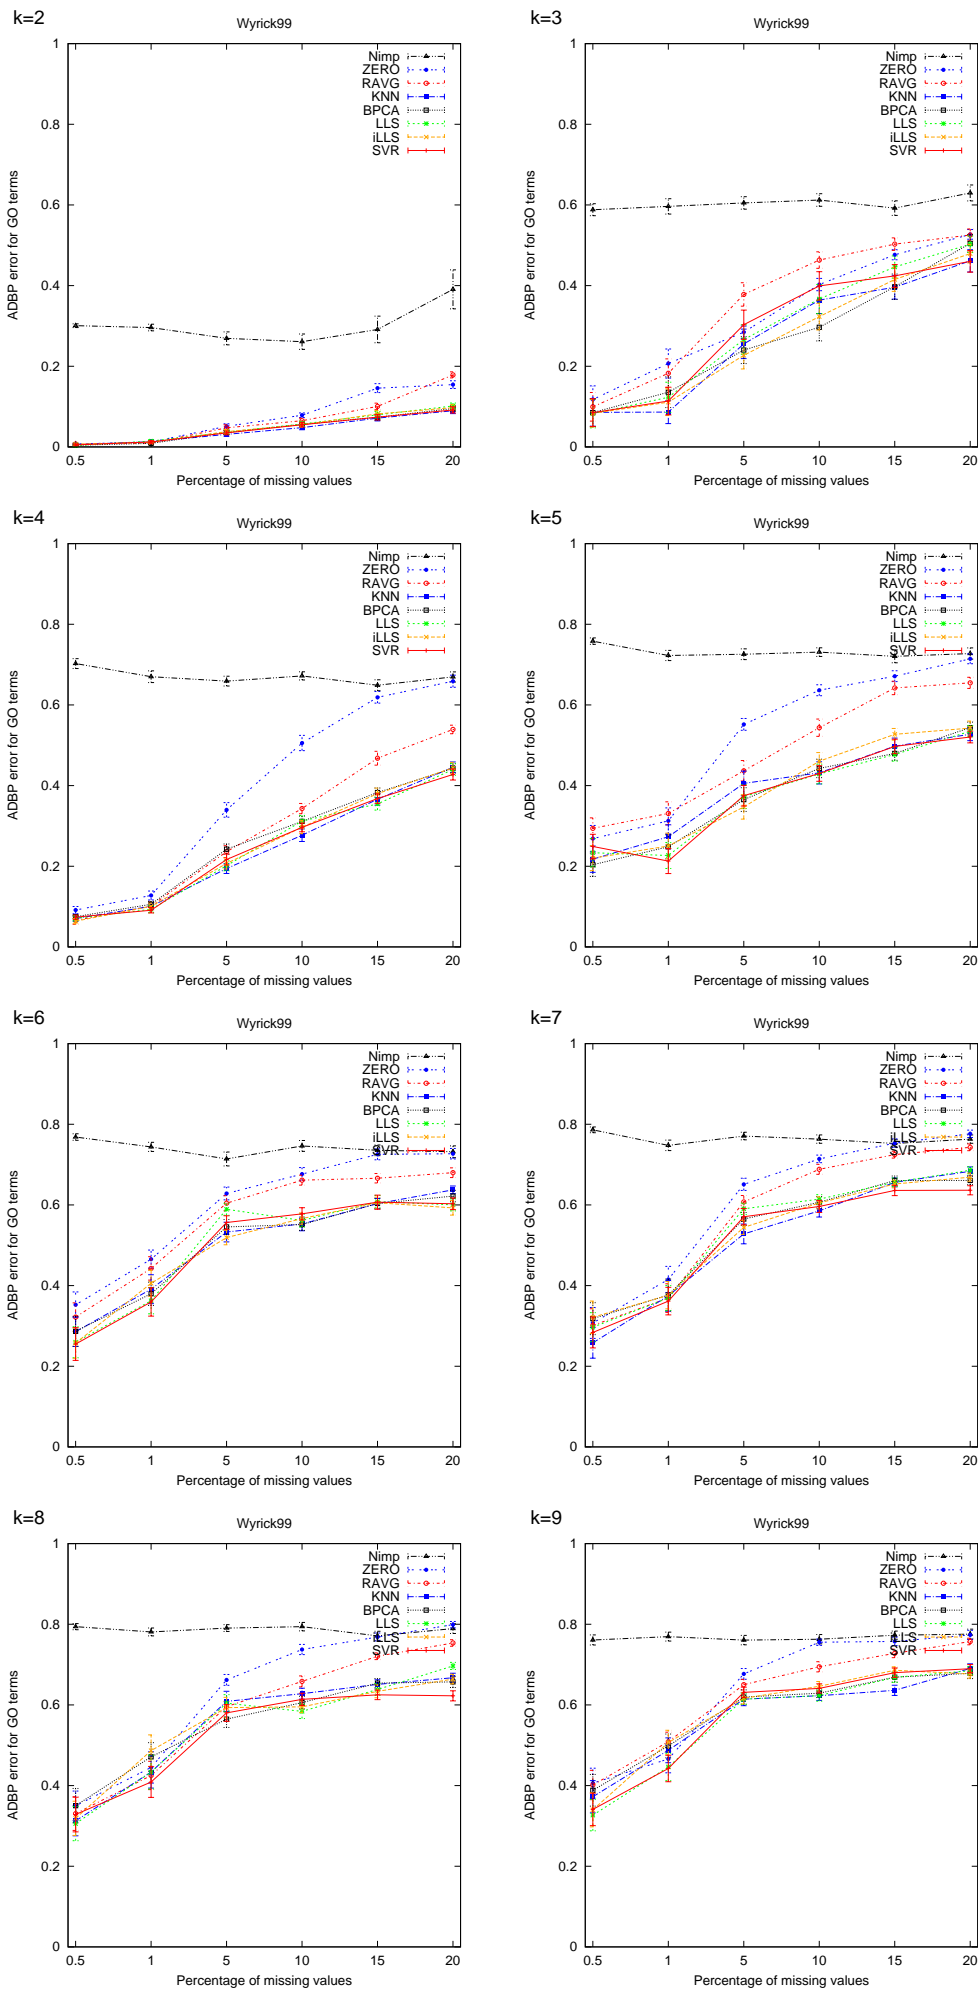 k=2
Wyrick99
1
0.8
0.6
0.4
0.2
0
ADBP error for GO terms
0.5 1 5 10 15 20
Percentage of missing values
Nimp
ZERO
RAVG
KNN
BPCA
LLS
iLLS
SVR
k=3
Wyrick99
1
0.8
0.6
0.4
0.2
0
ADBP error for GO terms
0.5 1 5 10 15 20
Percentage of missing values
Nimp
ZERO
RAVG
KNN
BPCA
LLS
iLLS
SVR
k=4
Wyrick99
1
0.8
0.6
0.4
0.2
0
ADBP error for GO terms
0.5 1 5 10 15 20
Percentage of missing values
Nimp
ZERO
RAVG
KNN
BPCA
LLS
iLLS
SVR
k=5
Wyrick99
1
0.8
0.6
0.4
0.2
0
ADBP error for GO terms
0.5 1 5 10 15 20
Percentage of missing values
Nimp
ZERO
RAVG
KNN
BPCA
LLS
iLLS
SVR
k=6
Wyrick99
1
0.8
0.6
0.4
0.2
0
ADBP error for GO terms
0.5 1 5 10 15 20
Percentage of missing values
Nimp
ZERO
RAVG
KNN
BPCA
LLS
iLLS
SVR
k=7
Wyrick99
1
0.8
0.6
0.4
0.2
0
ADBP error for GO terms
0.5 1 5 10 15 20
Percentage of missing values
Nimp
ZERO
RAVG
KNN
BPCA
LLS
iLLS
SVR
k=8
Wyrick99
1
0.8
0.6
0.4
0.2
0
ADBP error for GO terms
0.5 1 5 10 15 20
Percentage of missing values
Nimp
ZERO
RAVG
KNN
BPCA
LLS
iLLS
SVR
k=9
Wyrick99
1
0.8
0.6
0.4
0.2
0
ADBP error for GO terms
0.5 1 5 10 15 20
Percentage of missing values
Nimp
ZERO
RAVG
KNN
BPCA
LLS
iLLS
SVR